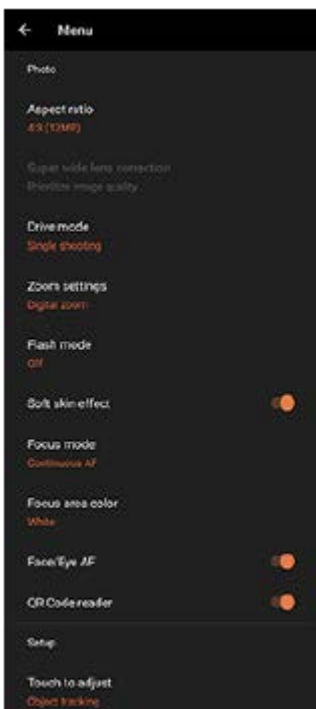 Menu
Photo
Aspect ratio
4:3 (12MP)
Super wide lens correction
Prioritize image quality
Drive mode
Single shooting
Zoom settings
Digital zoom
Flash mode
Off
Soft skin effect
Focus mode
Continuous AF
Focus area color
White
Face/Eye AF
QR Code reader
Setup
Touch to adjust
Object tracking